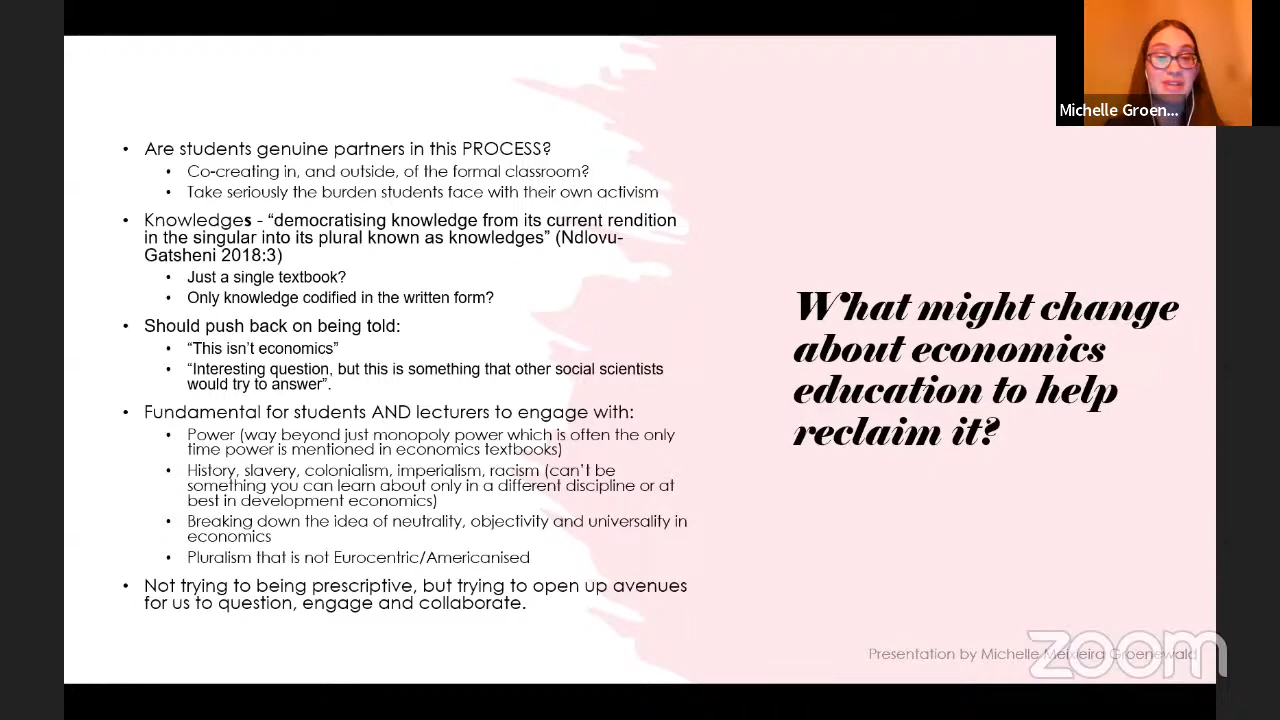 Michelle Groen...
• Are students genuine partners in this PROCESS?
• Co-creating in, and outside, of the formal classroom?
• Take seriously the burden students face with their own activism
• Knowledges - “democratising knowledge from its current rendition
in the singular into its plural known as knowledges” (Ndlovu-
Gatsheni 2018:3)
• Just a single textbook?
• Only knowledge codified in the written form?
• Should push back on being told:
• “This isn’t economics”
• “Interesting question, but this is something that other social scientists
would try to answer”.
• Fundamental for students AND lecturers to engage with:
• Power (way beyond just monopoly power which is often the only
time power is mentioned in economics textbooks)
• History, slavery, colonialism, imperialism, racism (can’t be
something you can learn about only in a different discipline or at
best in development economics)
• Breaking down the idea of neutrality, objectivity and universality in
economics
• Pluralism that is not Eurocentric/Americanised
• Not trying to being prescriptive, but trying to open up avenues
for us to question, engage and collaborate.
What might change
about economics
education to help
reclaim it?
Presentation by Michelle Meixieira Groenewald
zoom